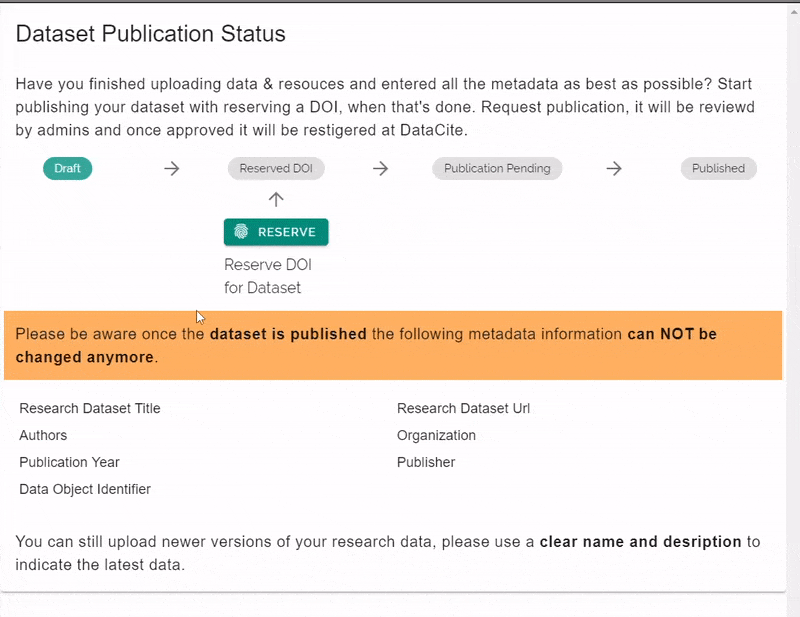 Dataset Publication Status
Have you finished uploading data & resouces and entered all the metadata as best as possible? Start
publishing your dataset with reserving a DOI, when that's done. Request publication, it will be reviewd
by admins and once approved it will be restigered at DataCite.
Draft → Reserved DOI → Publication Pending → Published
↑
RESERVE
Reserve DOI
for Dataset
Please be aware once the dataset is published the following metadata information can NOT be
changed anymore.
Research Dataset Title Research Dataset Url
Authors Organization
Publication Year Publisher
Data Object Identifier
You can still upload newer versions of your research data, please use a clear name and desription to
indicate the latest data.